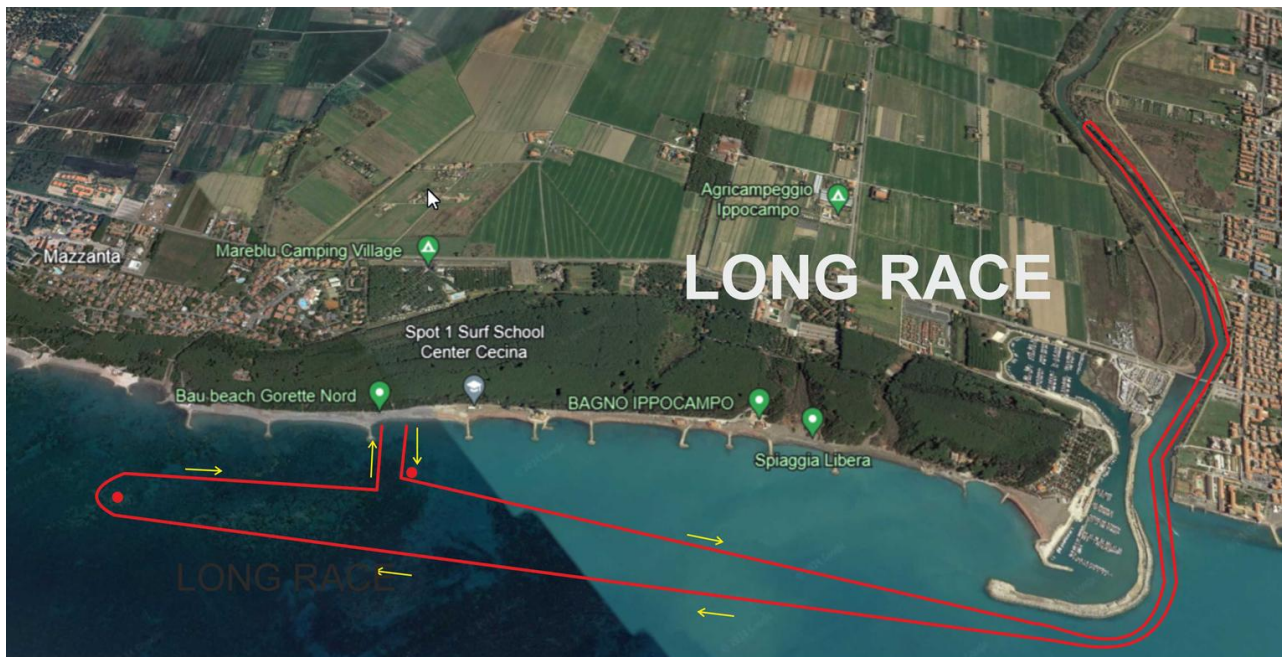 Agricampeggio
Ippocampo
Mareblu Camping Village
Mazzanta
LONG RACE
Spot 1 Surf School
Center Cecina
Bau beach Gorette Nord
BAGNO IPPOCAMPO
Spiaggia Libera
LONG RACE